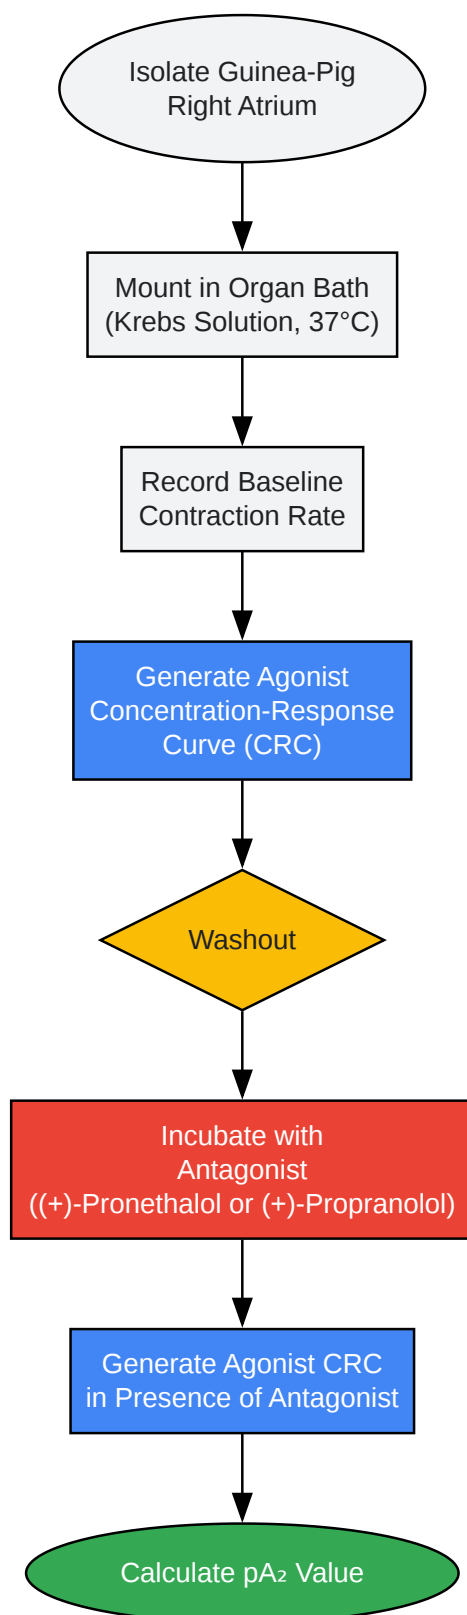 Isolate Guinea-Pig
Right Atrium
Mount in Organ Bath
(Krebs Solution, 37°C)
Record Baseline
Contraction Rate
Generate Agonist
Concentration-Response
Curve (CRC)
Washout
Incubate with
Antagonist
((+)-Pronethalol or (+)-Propranolol)
Generate Agonist CRC
in Presence of Antagonist
Calculate pA₂ Value